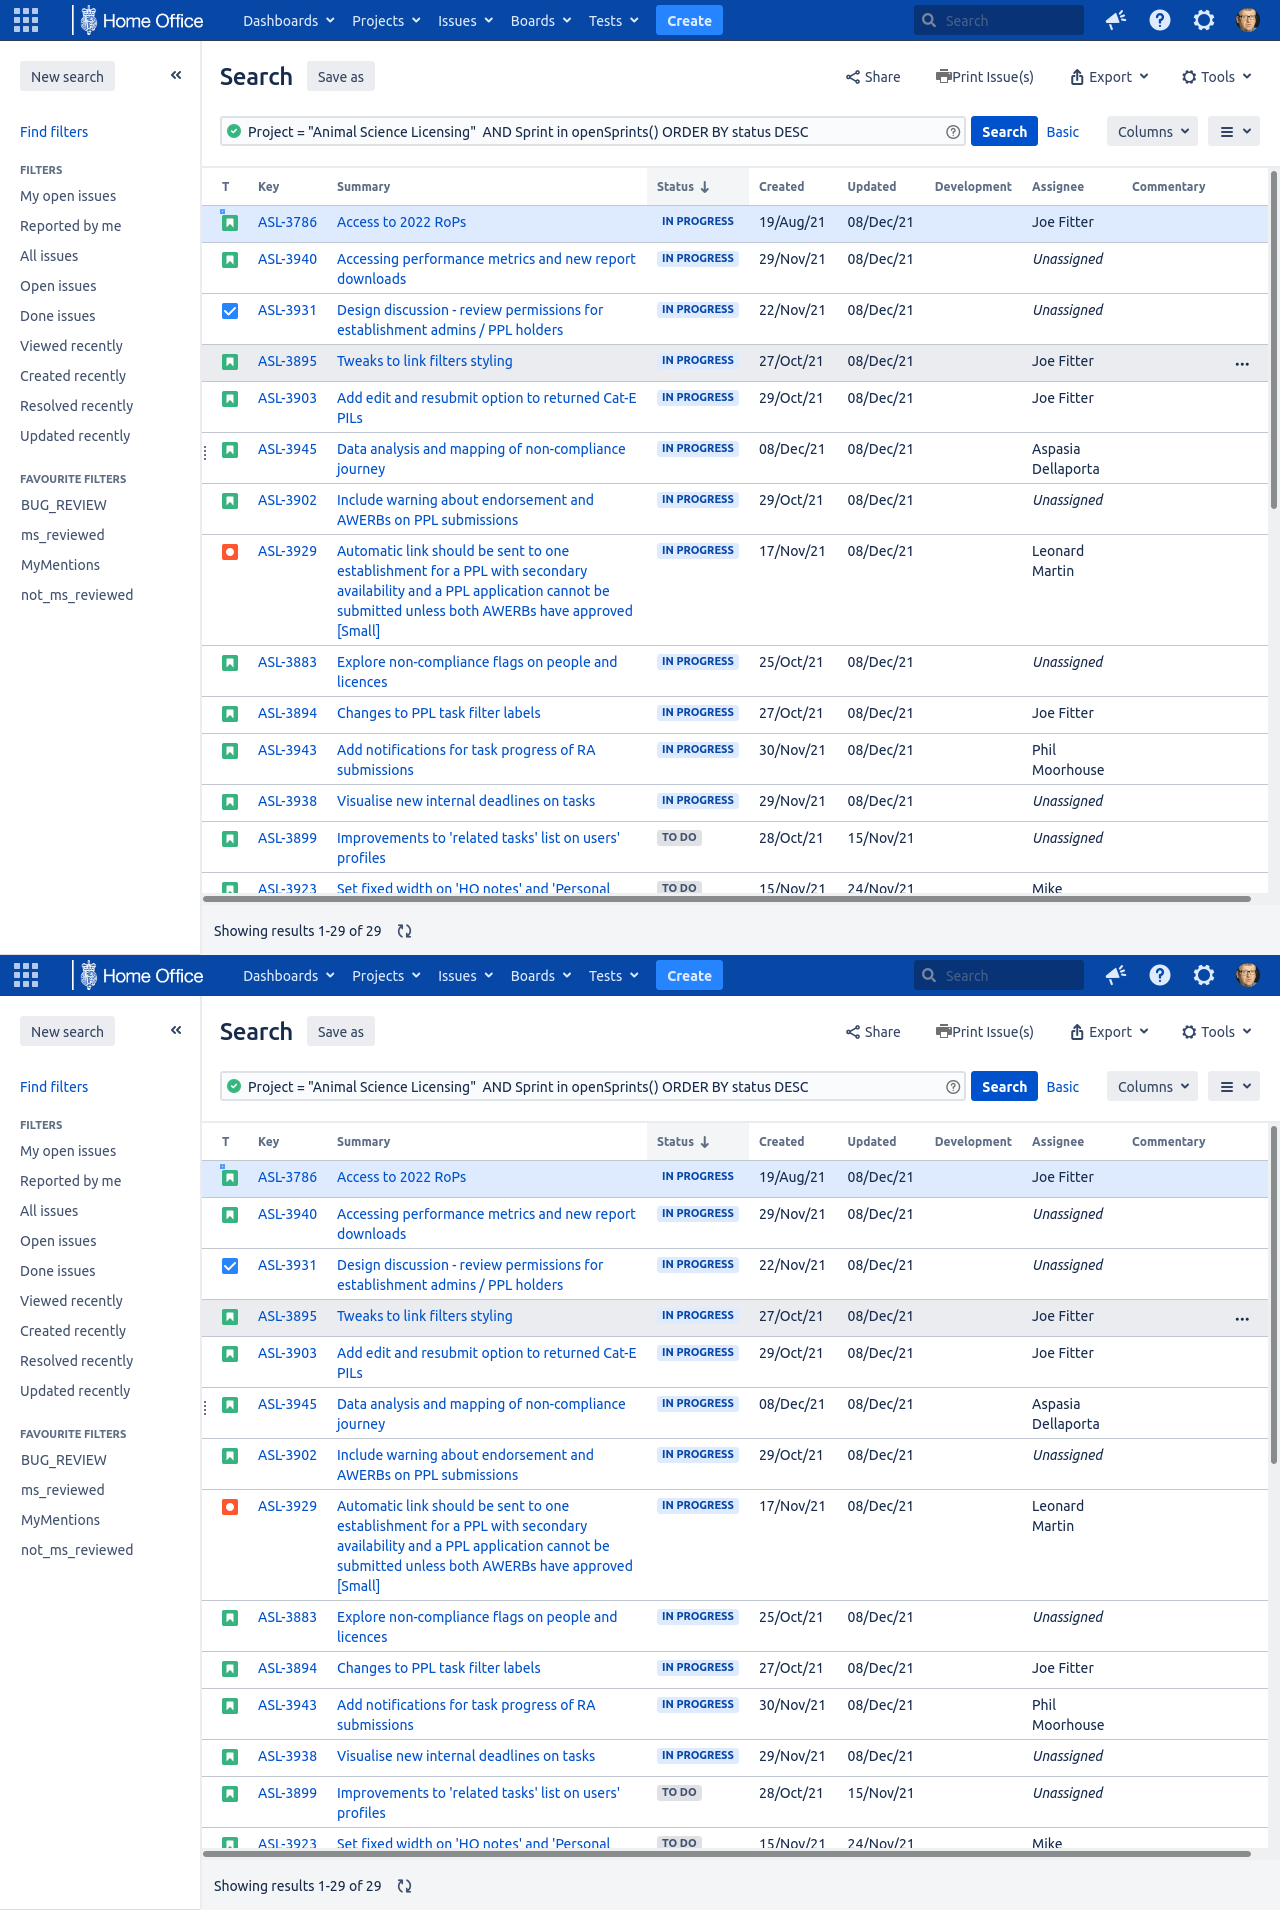 Home Office Dashboards Projects Issues Boards Tests Create Search
New search
Search Save as Share Print Issue(s) Export Tools
Find filters
Project = "Animal Science Licensing"  AND Sprint in openSprints() ORDER BY status DESC Search Basic Columns
FILTERS
My open issues
Reported by me
All issues
Open issues
Done issues
Viewed recently
Created recently
Resolved recently
Updated recently
FAVOURITE FILTERS
BUG_REVIEW
ms_reviewed
MyMentions
not_ms_reviewed
T Key Summary Status Created Updated Development Assignee Commentary
ASL-3786 Access to 2022 RoPs IN PROGRESS 19/Aug/21 08/Dec/21 Joe Fitter
ASL-3940 Accessing performance metrics and new report IN PROGRESS 29/Nov/21 08/Dec/21 Unassigned
downloads
ASL-3931 Design discussion - review permissions for IN PROGRESS 22/Nov/21 08/Dec/21 Unassigned
establishment admins / PPL holders
ASL-3895 Tweaks to link filters styling IN PROGRESS 27/Oct/21 08/Dec/21 Joe Fitter
ASL-3903 Add edit and resubmit option to returned Cat-E IN PROGRESS 29/Oct/21 08/Dec/21 Joe Fitter
PILs
ASL-3945 Data analysis and mapping of non-compliance IN PROGRESS 08/Dec/21 08/Dec/21 Aspasia
journey Dellaporta
ASL-3902 Include warning about endorsement and IN PROGRESS 29/Oct/21 08/Dec/21 Unassigned
AWERBs on PPL submissions
ASL-3929 Automatic link should be sent to one IN PROGRESS 17/Nov/21 08/Dec/21 Leonard
establishment for a PPL with secondary Martin
availability and a PPL application cannot be
submitted unless both AWERBs have approved
[Small]
ASL-3883 Explore non-compliance flags on people and IN PROGRESS 25/Oct/21 08/Dec/21 Unassigned
licences
ASL-3894 Changes to PPL task filter labels IN PROGRESS 27/Oct/21 08/Dec/21 Joe Fitter
ASL-3943 Add notifications for task progress of RA IN PROGRESS 30/Nov/21 08/Dec/21 Phil
submissions Moorhouse
ASL-3938 Visualise new internal deadlines on tasks IN PROGRESS 29/Nov/21 08/Dec/21 Unassigned
ASL-3899 Improvements to 'related tasks' list on users' TO DO 28/Oct/21 15/Nov/21 Unassigned
profiles
ASL-3923 Set fixed width on 'HO notes' and 'Personal TO DO 15/Nov/21 24/Nov/21 Mike
Showing results 1-29 of 29
Home Office Dashboards Projects Issues Boards Tests Create Search
New search
Search Save as Share Print Issue(s) Export Tools
Find filters
Project = "Animal Science Licensing"  AND Sprint in openSprints() ORDER BY status DESC Search Basic Columns
FILTERS
My open issues
Reported by me
All issues
Open issues
Done issues
Viewed recently
Created recently
Resolved recently
Updated recently
FAVOURITE FILTERS
BUG_REVIEW
ms_reviewed
MyMentions
not_ms_reviewed
T Key Summary Status Created Updated Development Assignee Commentary
ASL-3786 Access to 2022 RoPs IN PROGRESS 19/Aug/21 08/Dec/21 Joe Fitter
ASL-3940 Accessing performance metrics and new report IN PROGRESS 29/Nov/21 08/Dec/21 Unassigned
downloads
ASL-3931 Design discussion - review permissions for IN PROGRESS 22/Nov/21 08/Dec/21 Unassigned
establishment admins / PPL holders
ASL-3895 Tweaks to link filters styling IN PROGRESS 27/Oct/21 08/Dec/21 Joe Fitter
ASL-3903 Add edit and resubmit option to returned Cat-E IN PROGRESS 29/Oct/21 08/Dec/21 Joe Fitter
PILs
ASL-3945 Data analysis and mapping of non-compliance IN PROGRESS 08/Dec/21 08/Dec/21 Aspasia
journey Dellaporta
ASL-3902 Include warning about endorsement and IN PROGRESS 29/Oct/21 08/Dec/21 Unassigned
AWERBs on PPL submissions
ASL-3929 Automatic link should be sent to one IN PROGRESS 17/Nov/21 08/Dec/21 Leonard
establishment for a PPL with secondary Martin
availability and a PPL application cannot be
submitted unless both AWERBs have approved
[Small]
ASL-3883 Explore non-compliance flags on people and IN PROGRESS 25/Oct/21 08/Dec/21 Unassigned
licences
ASL-3894 Changes to PPL task filter labels IN PROGRESS 27/Oct/21 08/Dec/21 Joe Fitter
ASL-3943 Add notifications for task progress of RA IN PROGRESS 30/Nov/21 08/Dec/21 Phil
submissions Moorhouse
ASL-3938 Visualise new internal deadlines on tasks IN PROGRESS 29/Nov/21 08/Dec/21 Unassigned
ASL-3899 Improvements to 'related tasks' list on users' TO DO 28/Oct/21 15/Nov/21 Unassigned
profiles
ASL-3923 Set fixed width on 'HO notes' and 'Personal TO DO 15/Nov/21 24/Nov/21 Mike
Showing results 1-29 of 29